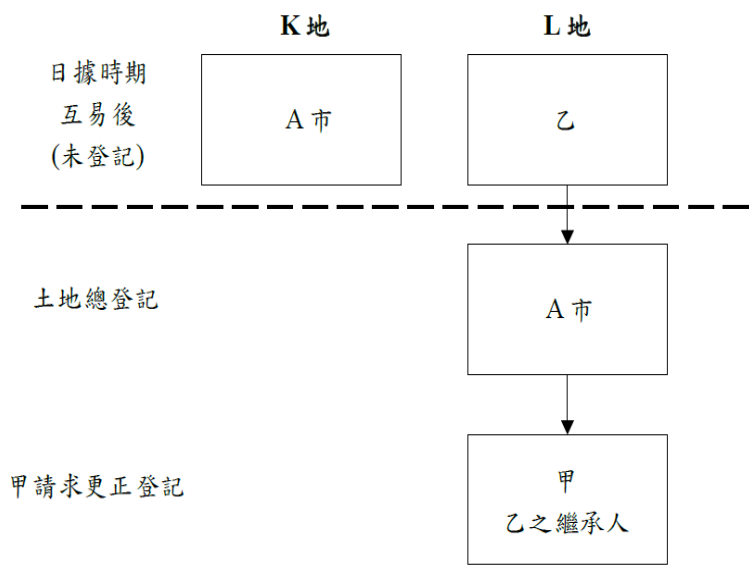 K 地
L 地
日據時期
互易後
(未登記)
A 市
乙
土地總登記
A 市
甲請求更正登記
甲
乙之繼承人